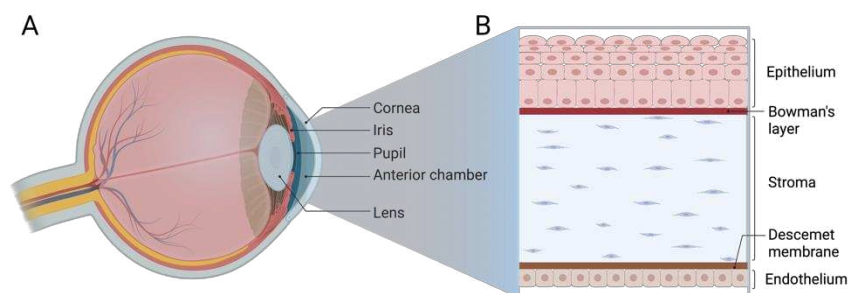 A
B
Cornea
Iris
Pupil
Anterior chamber
Lens
Epithelium
Bowman's
layer
Stroma
Descemet
membrane
Endothelium